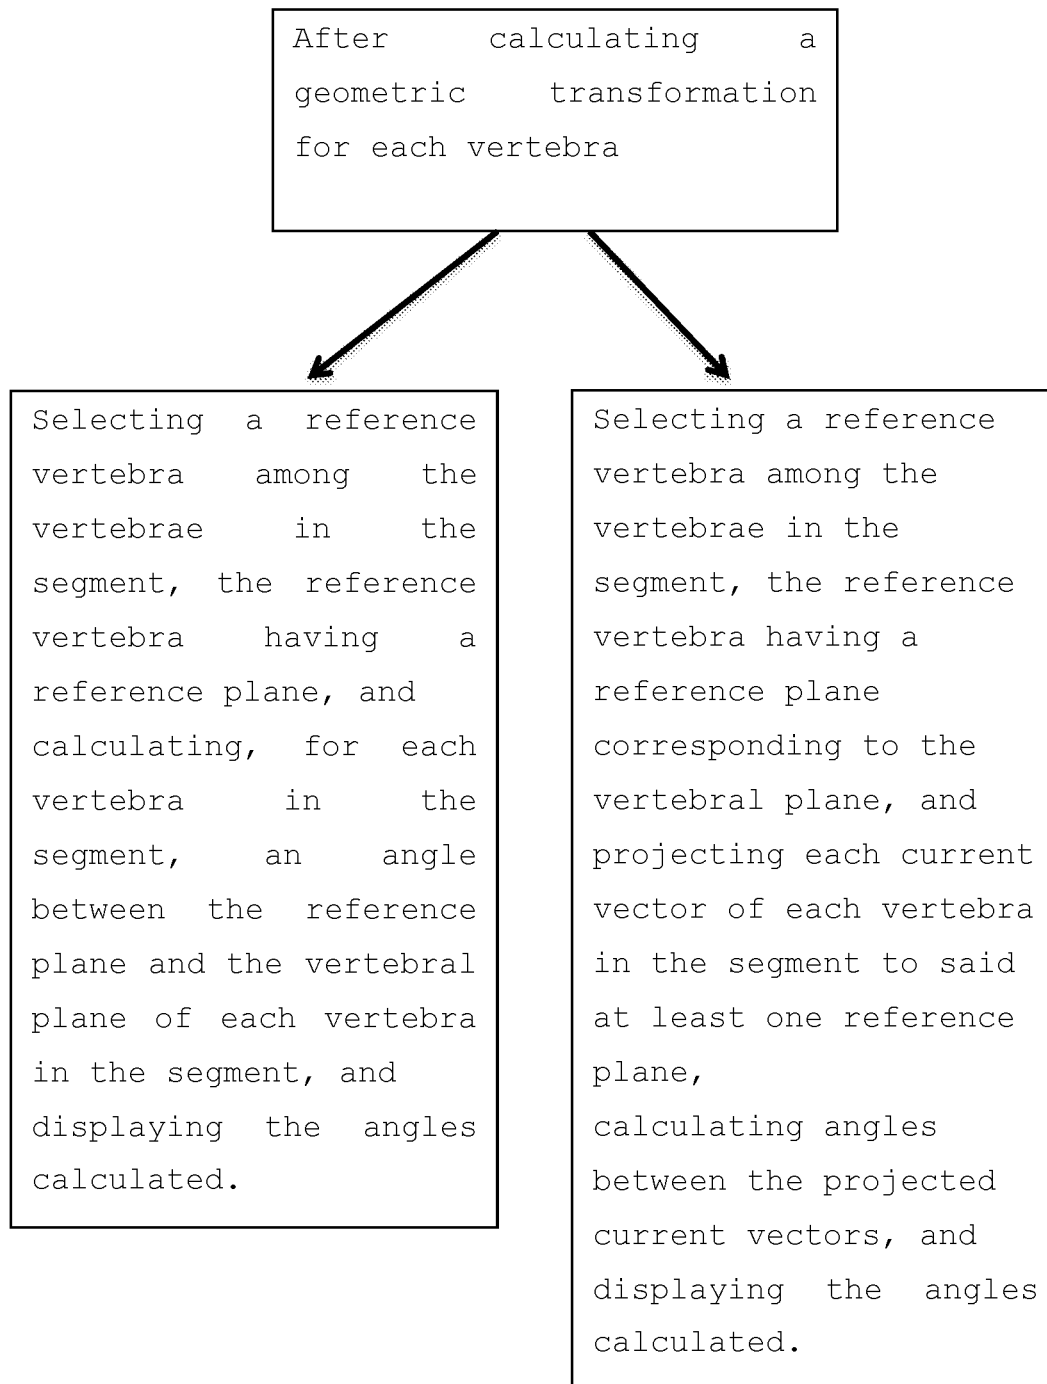 After calculating a
geometric transformation
for each vertebra
Selecting a reference
vertebra among the
vertebrae in the
segment, the reference
vertebra having a
reference plane, and
calculating, for each
vertebra in the
segment, an angle
between the reference
plane and the vertebral
plane of each vertebra
in the segment, and
displaying the angles
calculated.
Selecting a reference
vertebra among the
vertebrae in the
segment, the reference
vertebra having a
reference plane
corresponding to the
vertebral plane, and
projecting each current
vector of each vertebra
in the segment to said
at least one reference
plane,
calculating angles
between the projected
current vectors, and
displaying the angles
calculated.